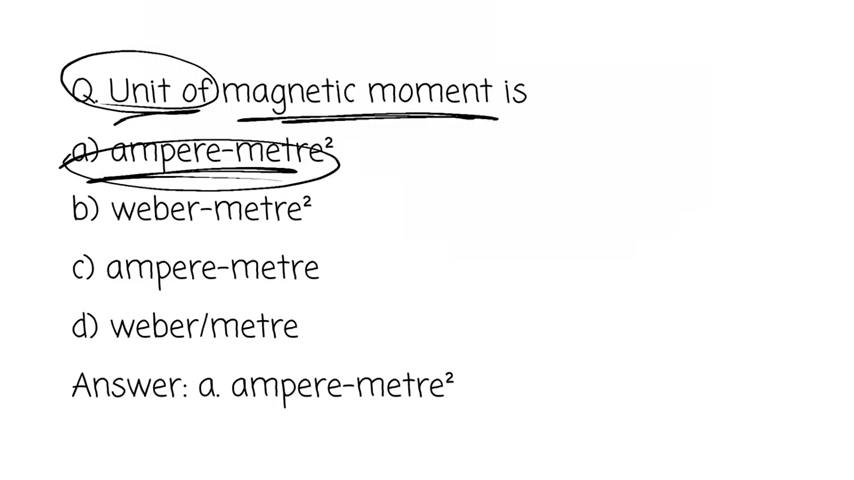 Q. Unit of magnetic moment is
a) ampere-metre²
b) weber-metre²
c) ampere-metre
d) weber/metre
Answer: a. ampere-metre²